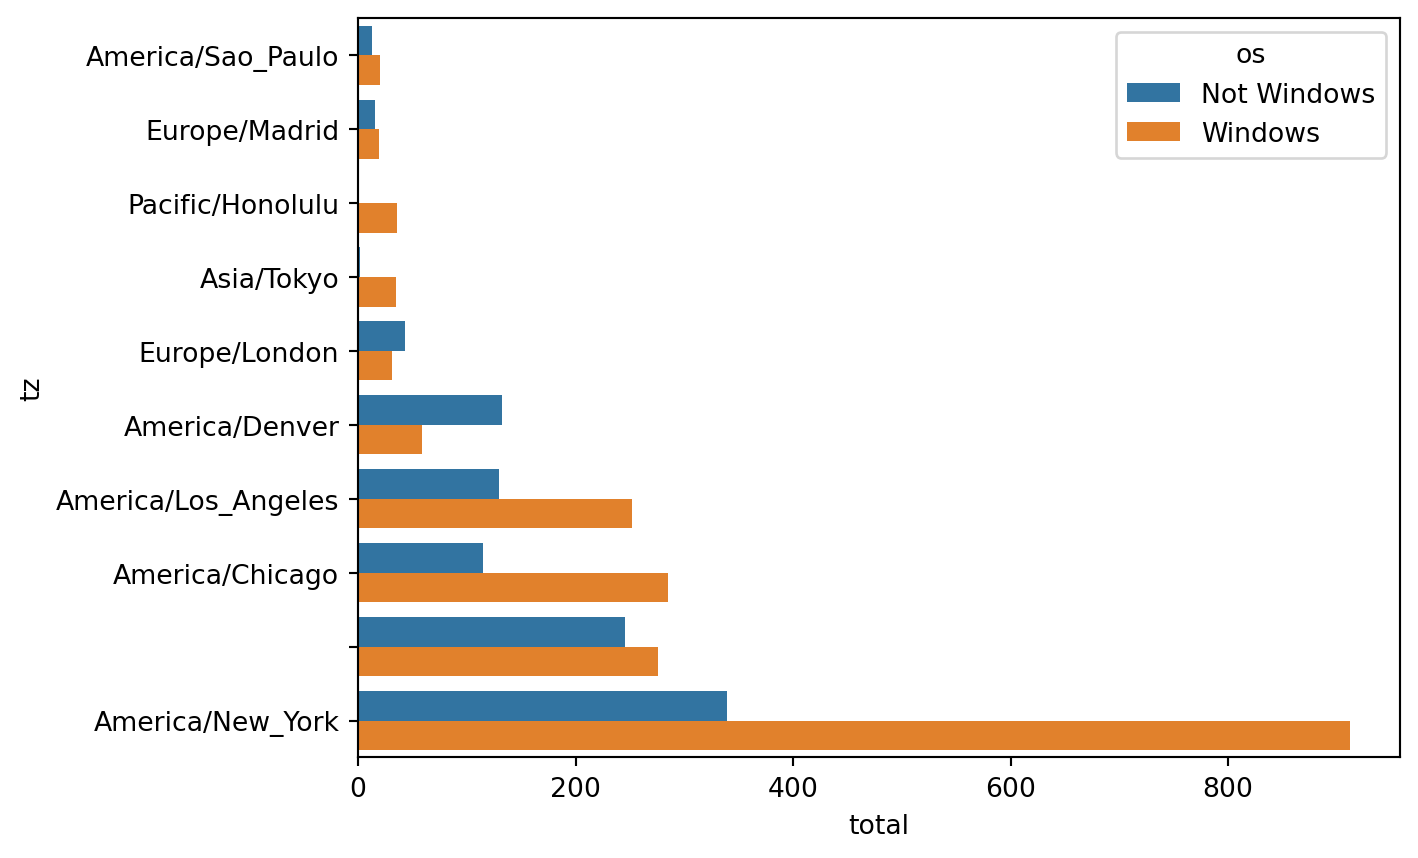 America/Sao_Paulo
Europe/Madrid
Pacific/Honolulu
Asia/Tokyo
Europe/London
America/Denver
America/Los_Angeles
America/Chicago
America/New_York
tz
0 200 400 600 800
total
os
Not Windows
Windows